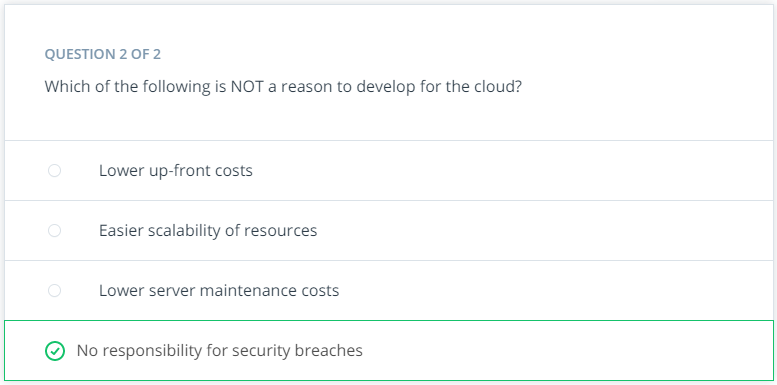 QUESTION 2 OF 2
Which of the following is NOT a reason to develop for the cloud?
Lower up-front costs
Easier scalability of resources
Lower server maintenance costs
No responsibility for security breaches